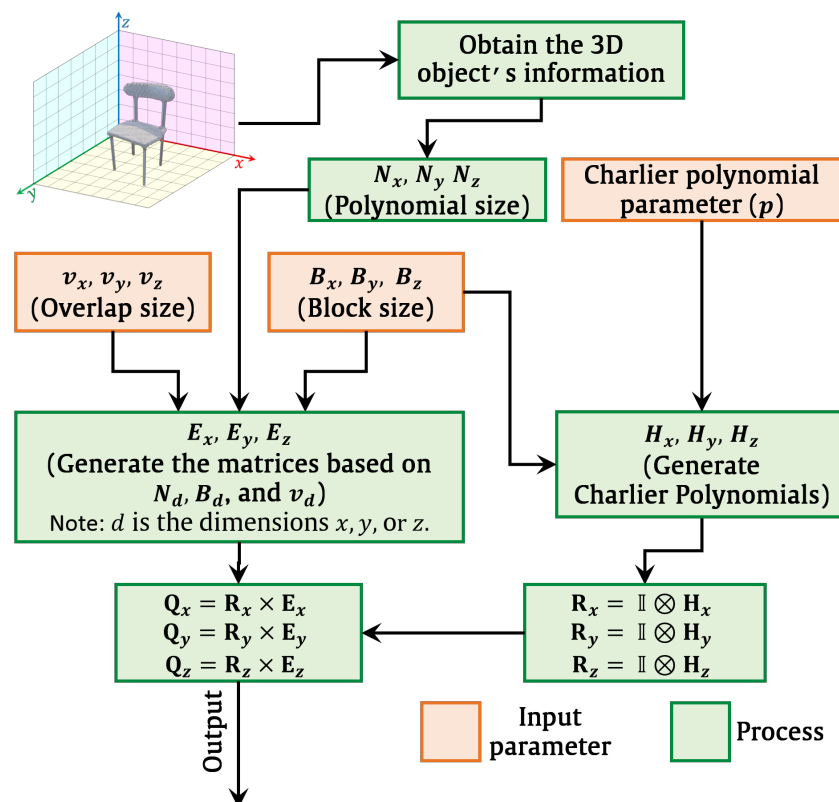 z
x
y
Obtain the 3D
object's information
N_x, N_y N_z
(Polynomial size)
Charlier polynomial
parameter (p)
v_x, v_y, v_z
(Overlap size)
B_x, B_y, B_z
(Block size)
E_x, E_y, E_z
(Generate the matrices based on
N_d, B_d, and v_d)
Note: d is the dimensions x, y, or z.
H_x, H_y, H_z
(Generate
Charlier Polynomials)
Q_x = R_x × E_x
Q_y = R_y × E_y
Q_z = R_z × E_z
R_x = 𝕀 ⊗ H_x
R_y = 𝕀 ⊗ H_y
R_z = 𝕀 ⊗ H_z
Output
Input
parameter
Process